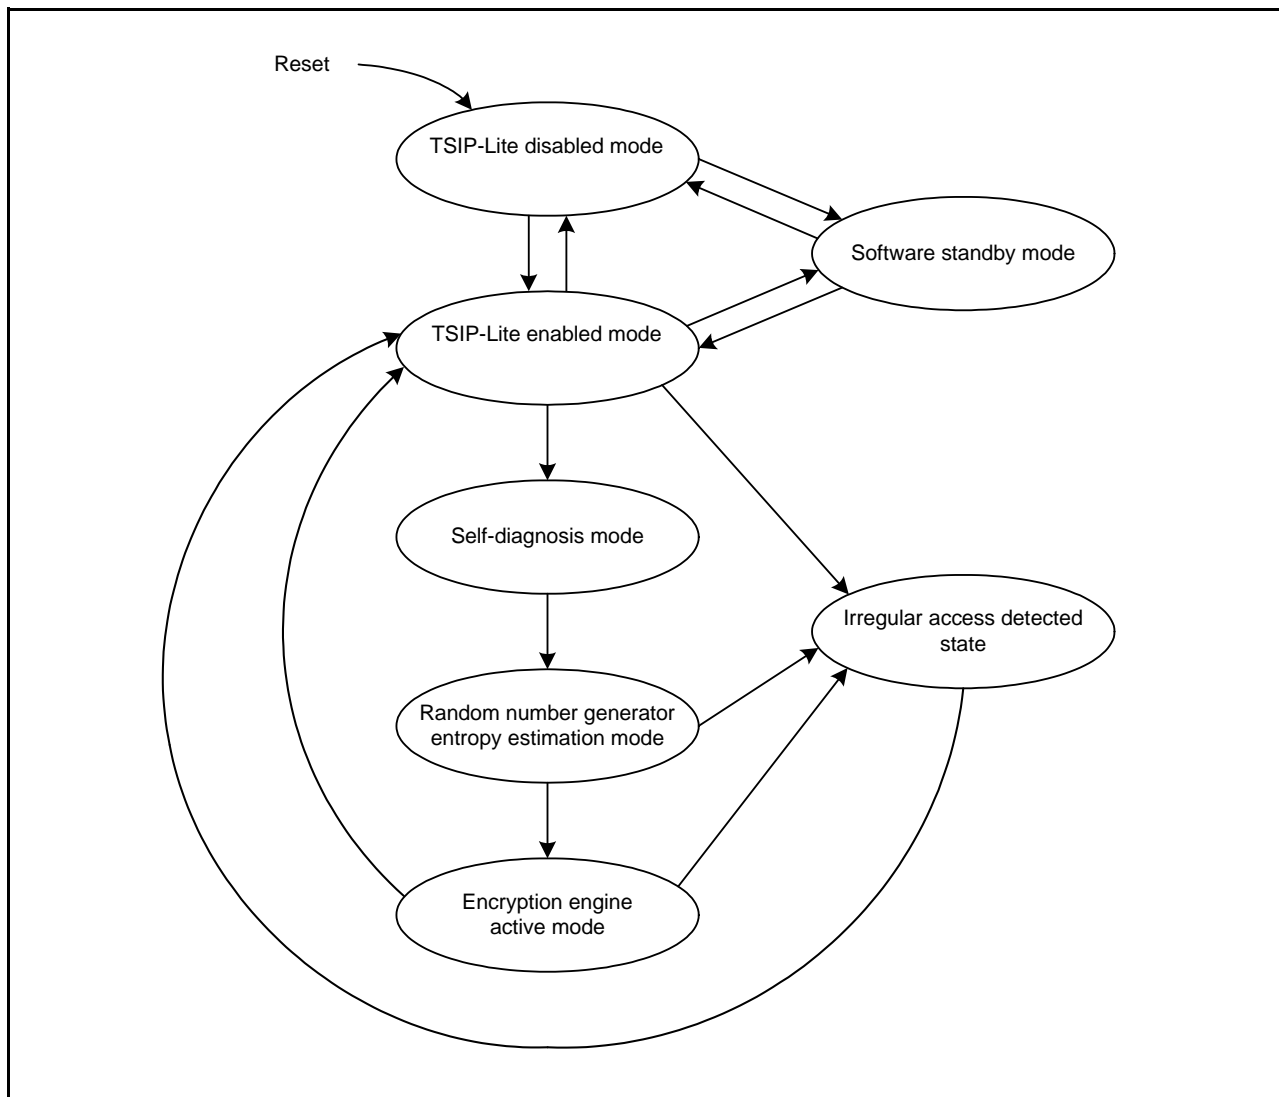 Reset
TSIP-Lite disabled mode
Software standby mode
TSIP-Lite enabled mode
Self-diagnosis mode
Irregular access detected
state
Random number generator
entropy estimation mode
Encryption engine
active mode